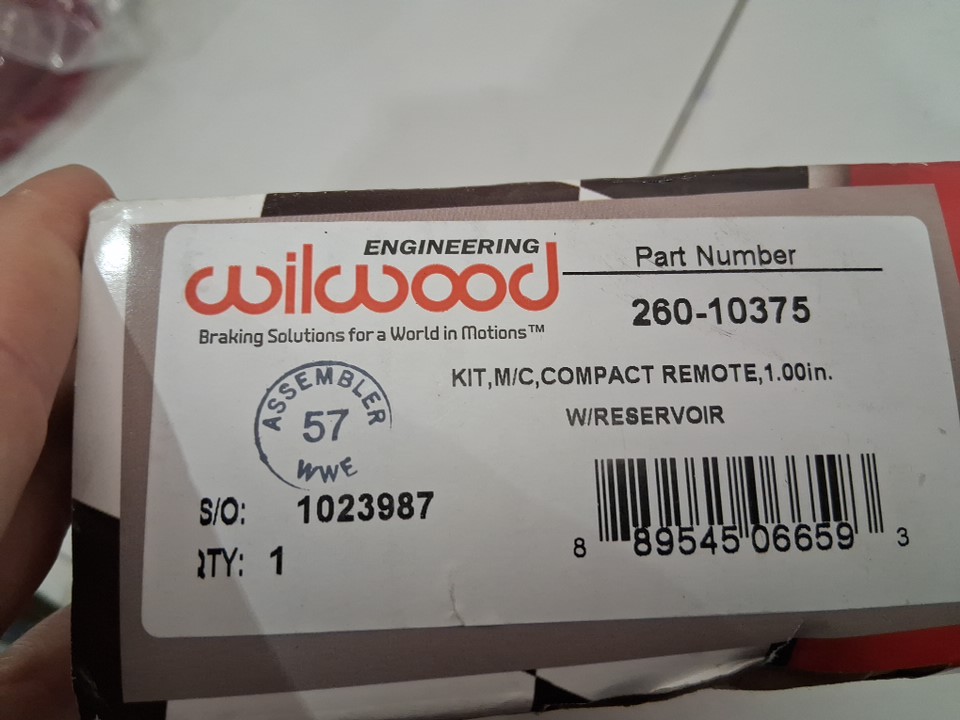 ENGINEERING
wilwood
Braking Solutions for a World in Motions™
Part Number
260-10375
KIT,M/C,COMPACT REMOTE,1.00in.
W/RESERVOIR
ASSEMBLER
57
WWE
S/O: 1023987
QTY: 1
8 89545 06659 3